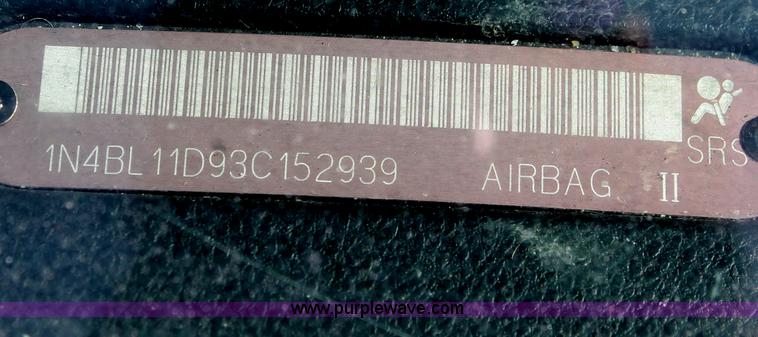 1N4BL11D93C152939 AIRBAG II SRS
www.purplewave.com